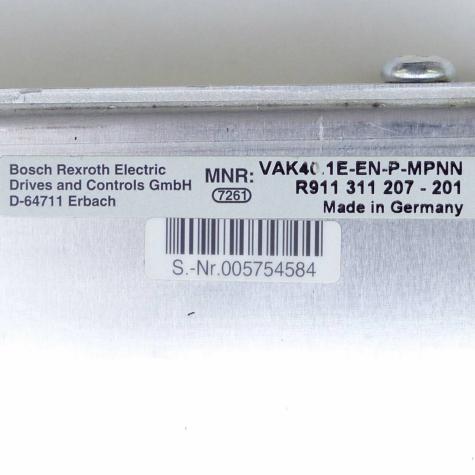 Bosch Rexroth Electric
Drives and Controls GmbH
D-64711 Erbach
MNR: VAK40.1E-EN-P-MPNN
7261 R911 311 207 - 201
Made in Germany
S.-Nr.005754584